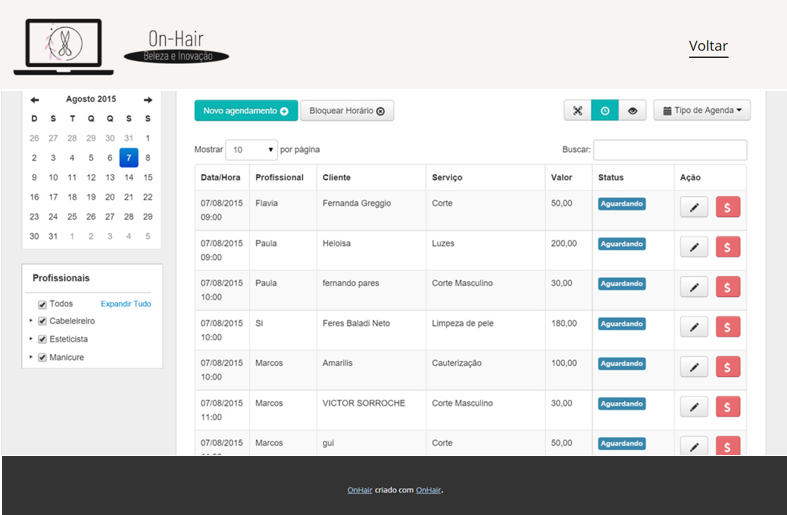 On-Hair
Beleza e Inovação
Voltar
Agosto 2015
D S T Q Q S S
26 27 28 29 30 31 1
2 3 4 5 6 7 8
9 10 11 12 13 14 15
16 17 18 19 20 21 22
23 24 25 26 27 28 29
30 31 1 2 3 4 5
Profissionais
Todos Expandir Tudo
Cabeleireiro
Esteticista
Manicure
Novo agendamento Bloquear Horário Tipo de Agenda
Mostrar 10 por página Buscar:
Data/Hora Profissional Cliente Serviço Valor Status Ação
07/08/2015 Flavia Fernanda Greggio Corte 50,00 Aguardando $
09:00
07/08/2015 Paula Heloisa Luzes 200,00 Aguardando $
09:00
07/08/2015 Paula fernando pares Corte Masculino 30,00 Aguardando $
10:00
07/08/2015 Si Feres Baladi Neto Limpeza de pele 180,00 Aguardando $
10:00
07/08/2015 Marcos Amarilis Cauterização 100,00 Aguardando $
10:00
07/08/2015 Marcos VICTOR SORROCHE Corte Masculino 30,00 Aguardando $
11:00
07/08/2015 Marcos gui Corte 50,00 Aguardando $
OnHair criado com OnHair.